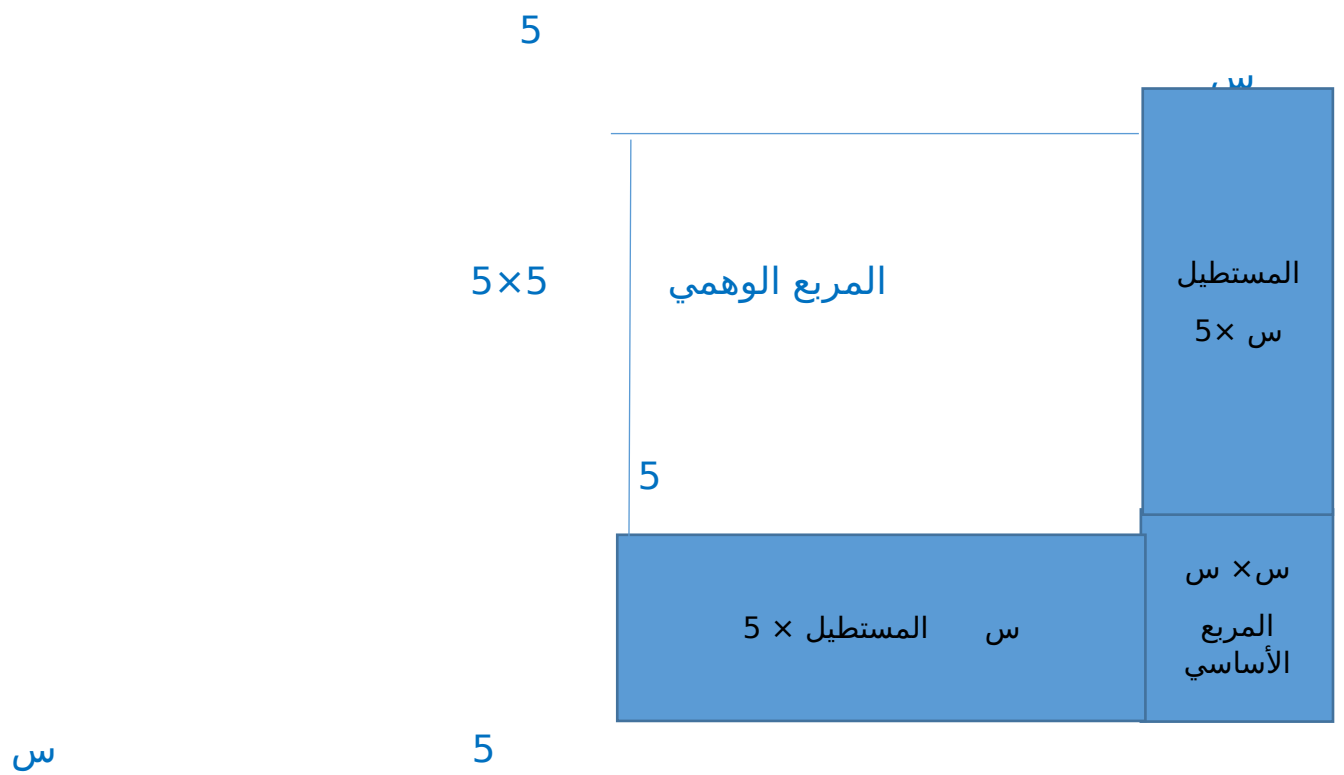 5
س
المستطيل
س ×5
المربع الوهمي
5×5
5
س× س
المربع
الأساسي
س المستطيل × 5
5
س